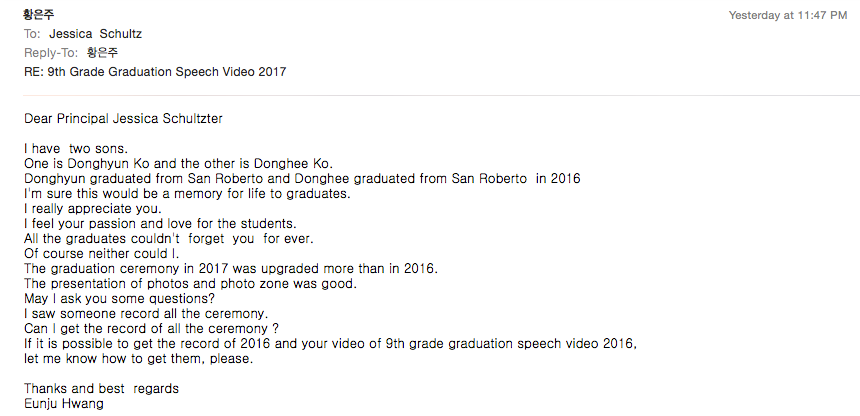 황은주
Yesterday at 11:47 PM
To: Jessica Schultz
Reply-To: 황은주
RE: 9th Grade Graduation Speech Video 2017
Dear Principal Jessica Schultzter
I have two sons.
One is Donghyun Ko and the other is Donghee Ko.
Donghyun graduated from San Roberto and Donghee graduated from San Roberto in 2016
I'm sure this would be a memory for life to graduates.
I really appreciate you.
I feel your passion and love for the students.
All the graduates couldn't forget you for ever.
Of course neither could I.
The graduation ceremony in 2017 was upgraded more than in 2016.
The presentation of photos and photo zone was good.
May I ask you some questions?
I saw someone record all the ceremony.
Can I get the record of all the ceremony ?
If it is possible to get the record of 2016 and your video of 9th grade graduation speech video 2016,
let me know how to get them, please.
Thanks and best regards
Eunju Hwang